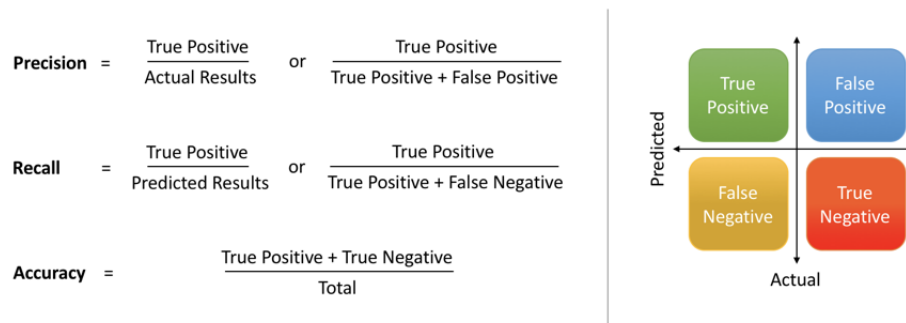 Precision = True Positive / Actual Results or True Positive / True Positive + False Positive
Recall = True Positive / Predicted Results or True Positive / True Positive + False Negative
Accuracy = True Positive + True Negative / Total
Predicted
True Positive
False Positive
False Negative
True Negative
Actual